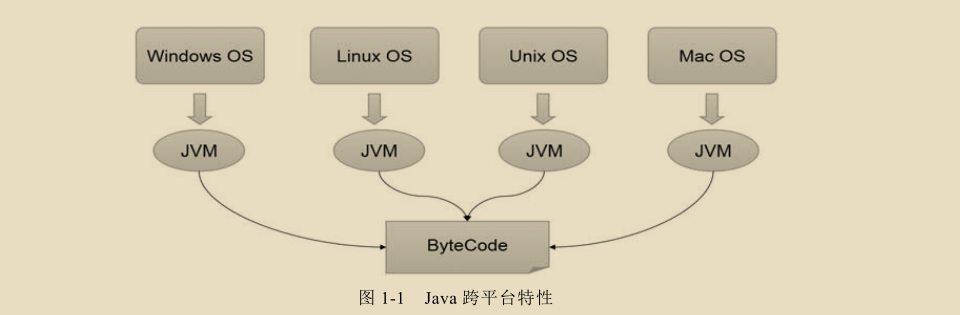 Windows OS
Linux OS
Unix OS
Mac OS
JVM
JVM
JVM
JVM
ByteCode
图 1-1 Java 跨平台特性